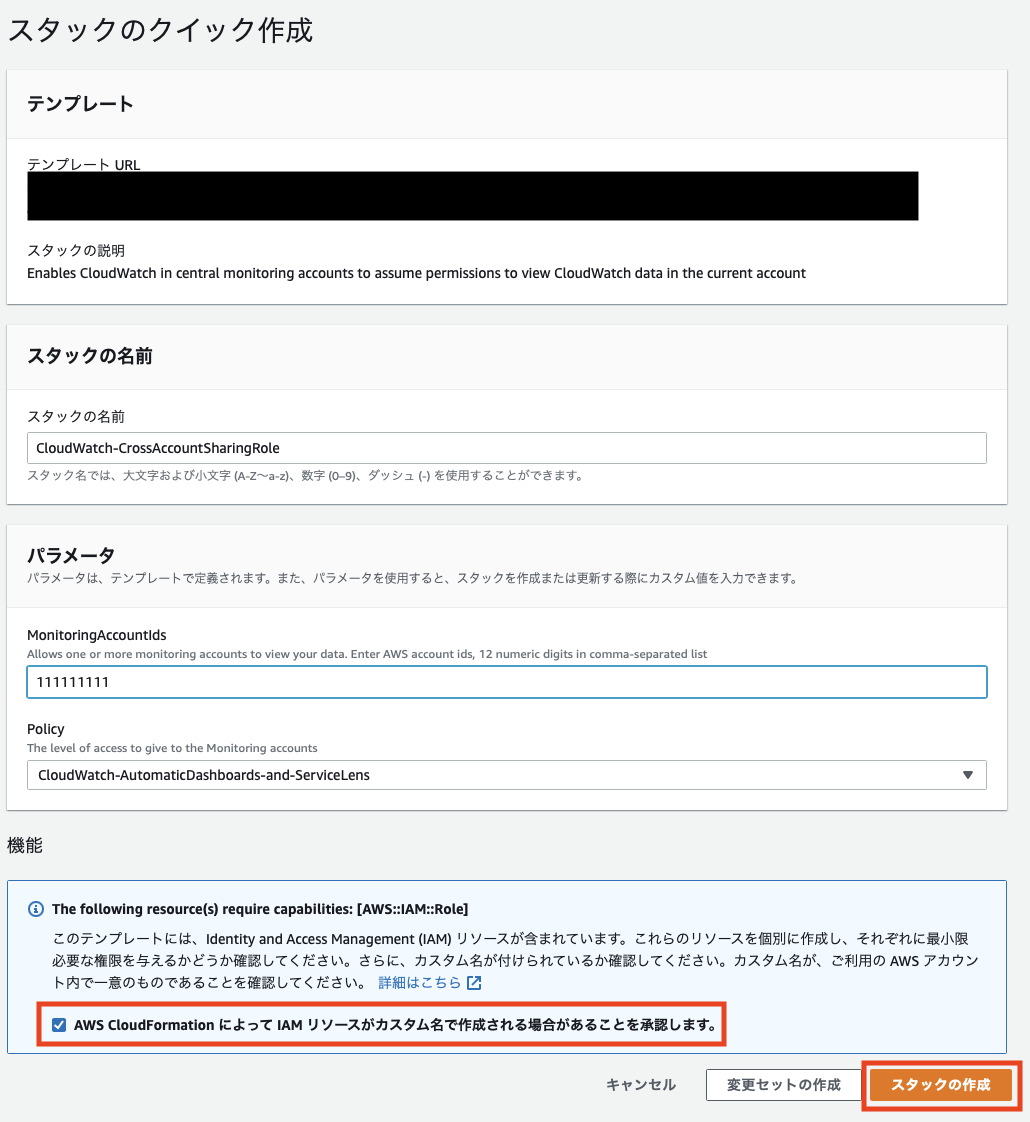 スタックのクイック作成
テンプレート
テンプレート URL
スタックの説明
Enables CloudWatch in central monitoring accounts to assume permissions to view CloudWatch data in the current account
スタックの名前
スタックの名前
CloudWatch-CrossAccountSharingRole
スタック名では、大文字および小文字 (A-Z～a-z)、数字 (0–9)、ダッシュ (-) を使用することができます。
パラメータ
パラメータは、テンプレートで定義されます。また、パラメータを使用すると、スタックを作成または更新する際にカスタム値を入力できます。
MonitoringAccountIds
Allows one or more monitoring accounts to view your data. Enter AWS account ids, 12 numeric digits in comma-separated list
111111111
Policy
The level of access to give to the Monitoring accounts
CloudWatch-AutomaticDashboards-and-ServiceLens
機能
The following resource(s) require capabilities: [AWS::IAM::Role]
このテンプレートには、Identity and Access Management (IAM) リソースが含まれています。これらのリソースを個別に作成し、それぞれに最小限
必要な権限を与えるかどうか確認してください。さらに、カスタム名が付けられているか確認してください。カスタム名が、ご利用の AWS アカウン
ト内で一意のものであることを確認してください。 詳細はこちら
AWS CloudFormation によって IAM リソースがカスタム名で作成される場合があることを承認します。
キャンセル 変更セットの作成 スタックの作成